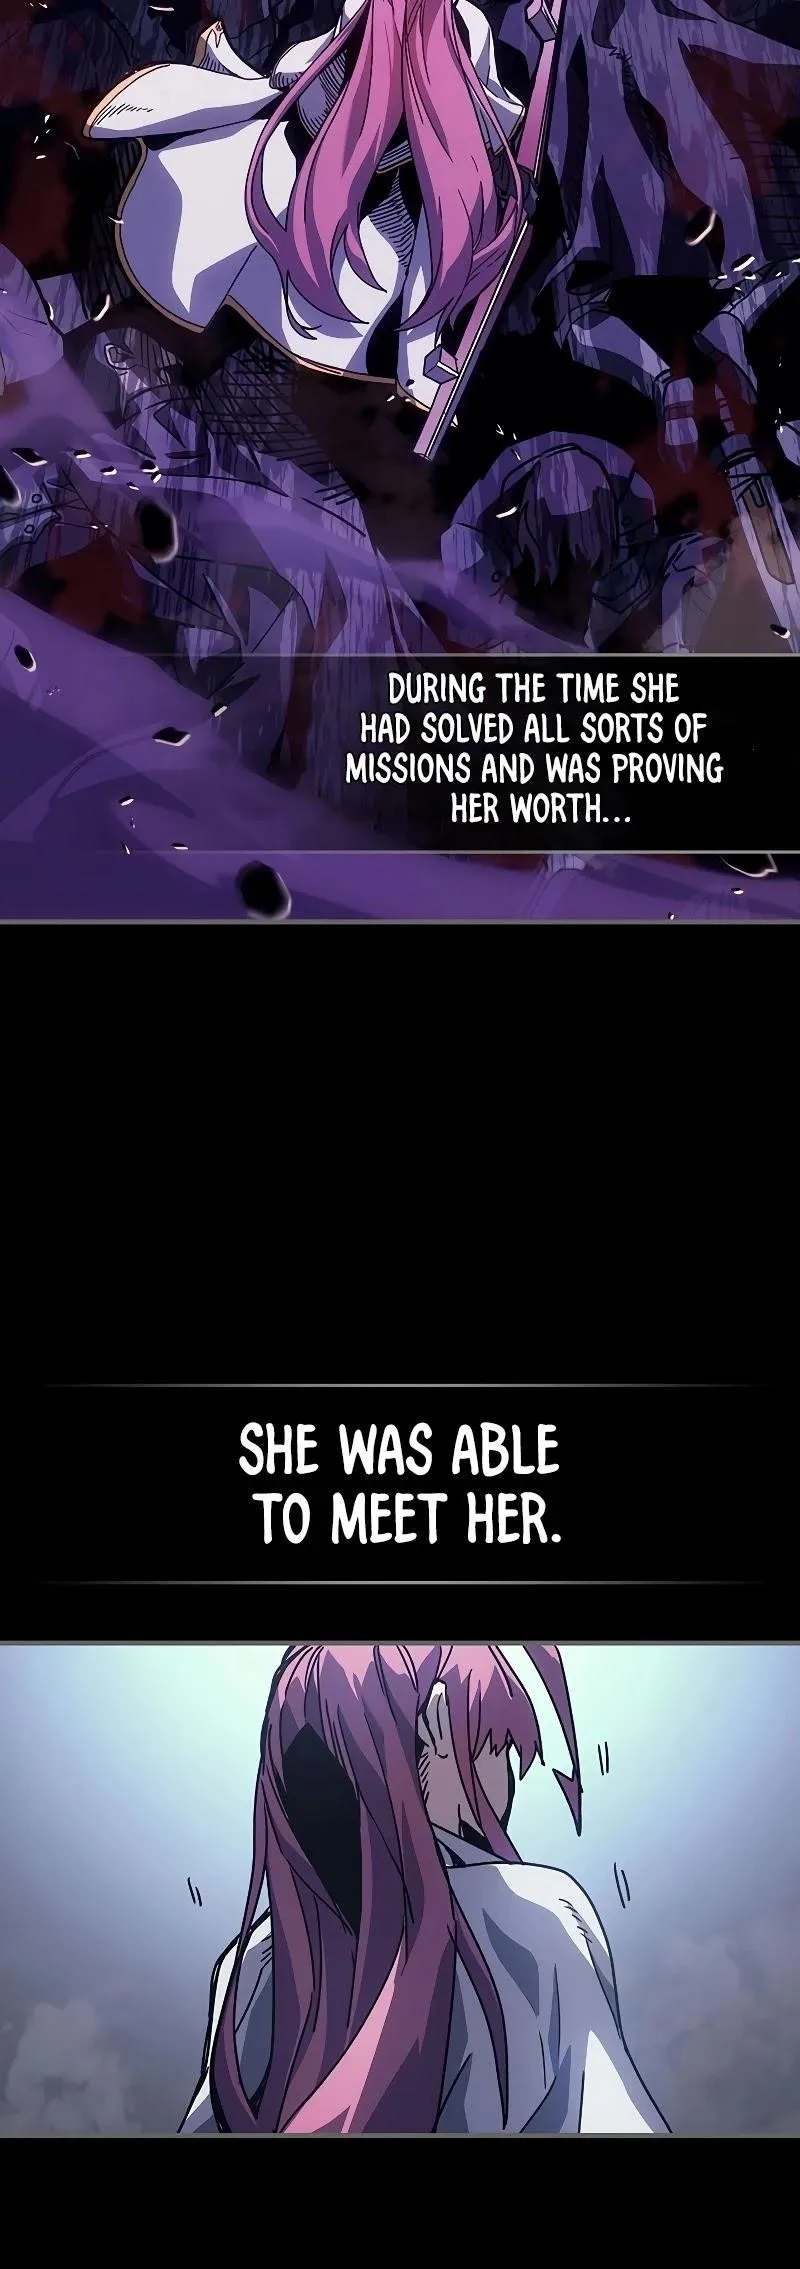 DURING THE TIME SHE
HAD SOLVED ALL SORTS OF
MISSIONS AND WAS PROVING
HER WORTH...
SHE WAS ABLE
TO MEET HER.